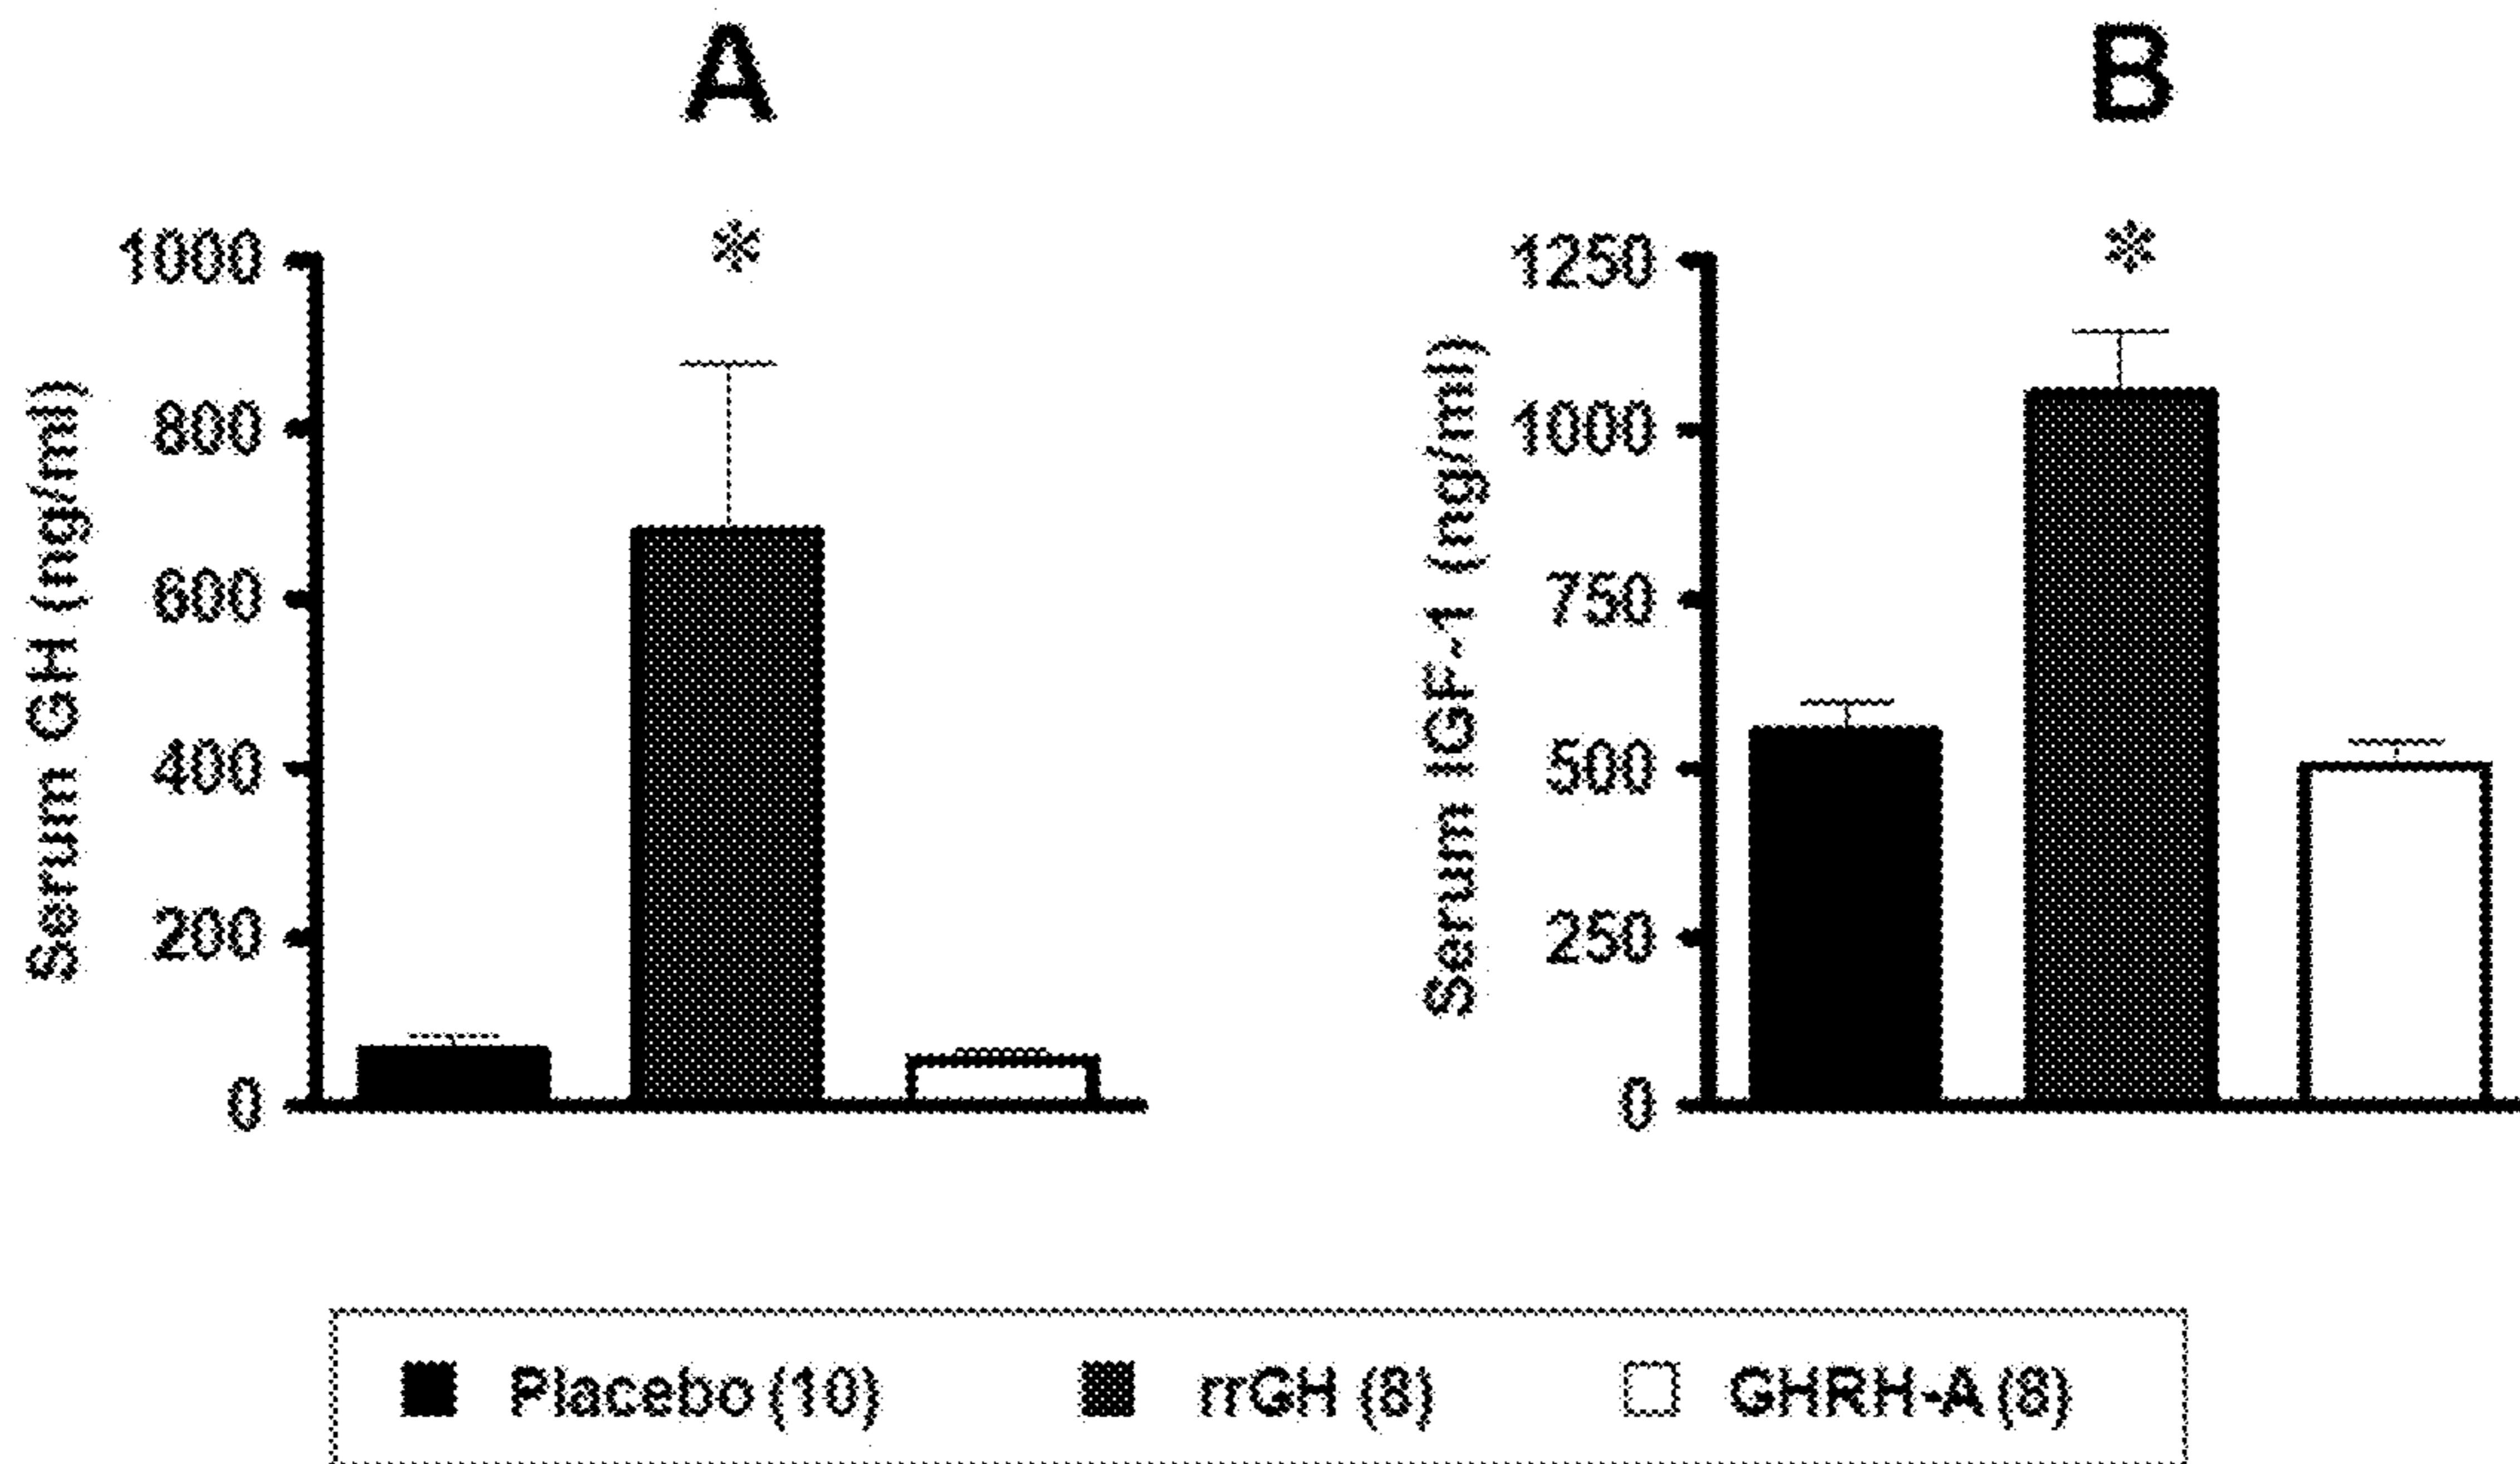 A
B
※
※
1000
800
600
400
200
0
Serum GH (ng/ml)
1250
1000
750
500
250
0
Serum IGF-1 (ng/ml)
Placebo (10)
rrGH (8)
GHRH-A (8)